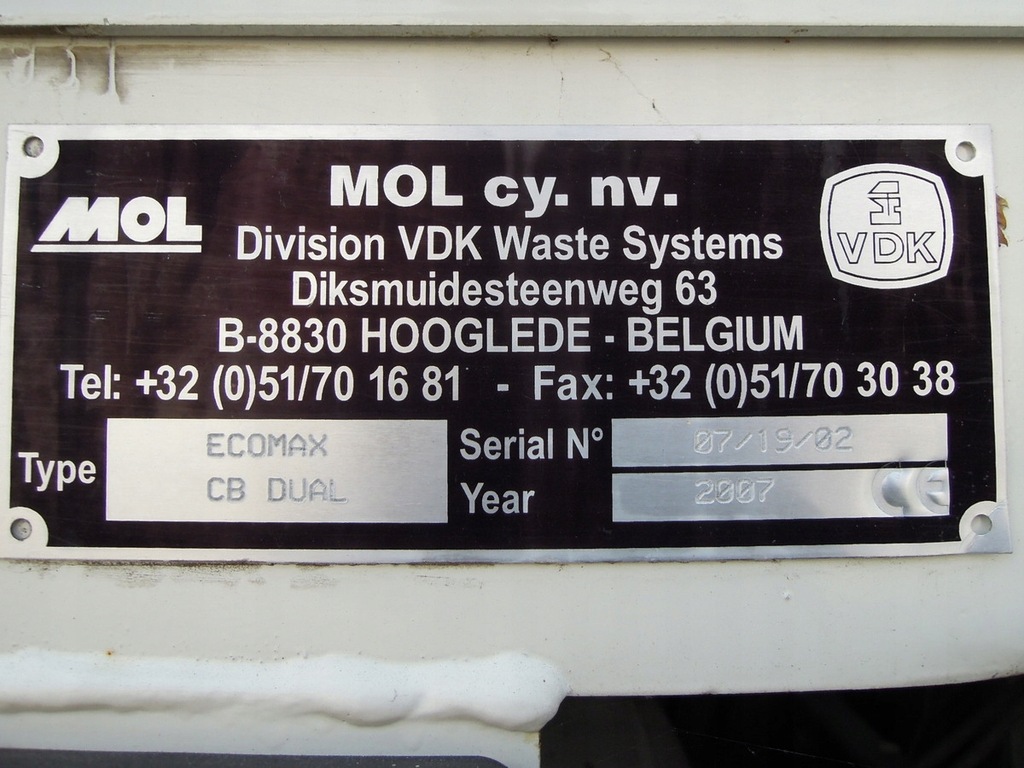 MOL cy. nv.
MOL
VDK
Division VDK Waste Systems
Diksmuidesteenweg 63
B-8830 HOOGLEDE - BELGIUM
Tel: +32 (0)51/70 16 81 - Fax: +32 (0)51/70 30 38
Type
ECOMAX
CB DUAL
Serial N° 07/19/02
Year 2007 CE